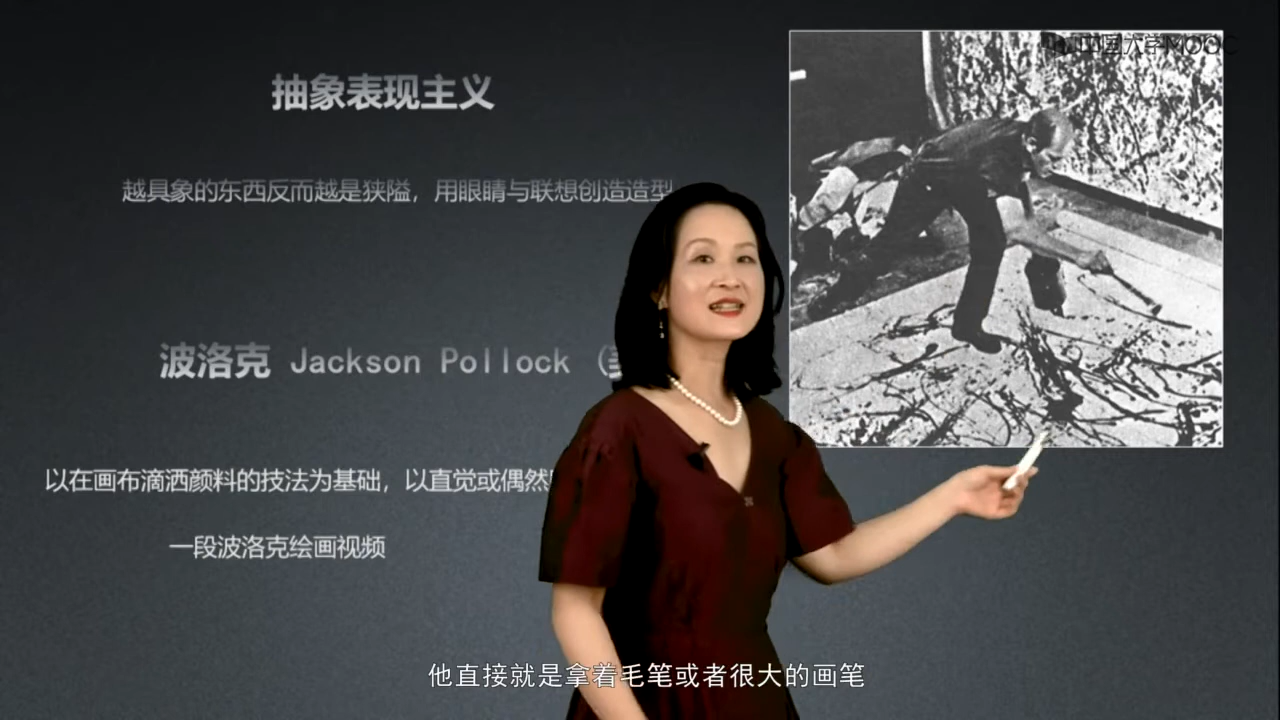 中国大学MOOC
抽象表现主义
越具象的东西反而越是狭隘，用眼睛与联想创造造型
波洛克 Jackson Pollock（
以在画布滴洒颜料的技法为基础，以直觉或偶然
一段波洛克绘画视频
他直接就是拿着毛笔或者很大的画笔